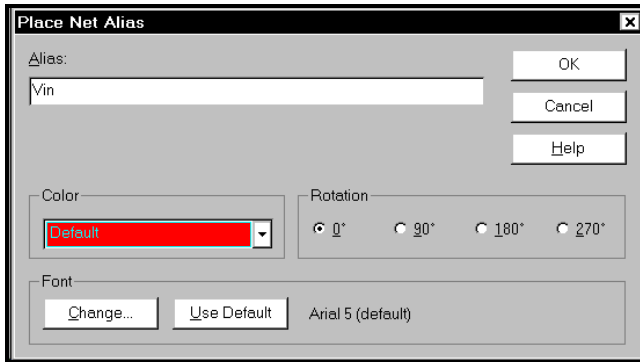 Place Net Alias
Alias:
Vin
OK
Cancel
Help
Color
Default
Rotation
0° 90° 180° 270°
Font
Change... Use Default Arial 5 (default)